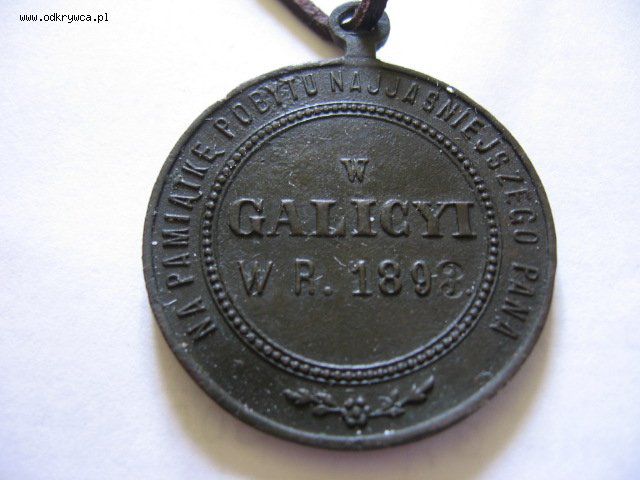 www.odkrywca.pl
NA PAMIĄTKĘ POBYTU NAJJAŚNIEJSZEGO PANA
W
GALICYI
W R. 1893.